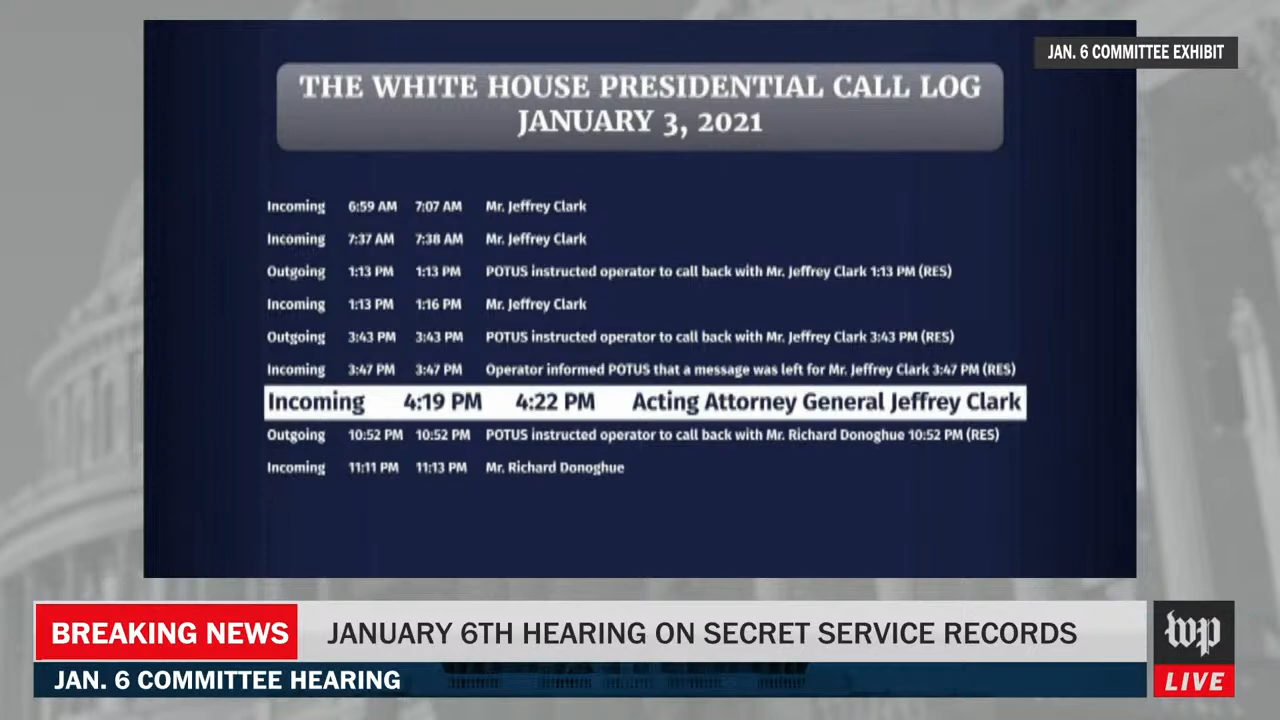 JAN. 6 COMMITTEE EXHIBIT
THE WHITE HOUSE PRESIDENTIAL CALL LOG
JANUARY 3, 2021
Incoming 6:59 AM 7:07 AM Mr. Jeffrey Clark
Incoming 7:37 AM 7:38 AM Mr. Jeffrey Clark
Outgoing 1:13 PM 1:13 PM POTUS instructed operator to call back with Mr. Jeffrey Clark 1:13 PM (RES)
Incoming 1:13 PM 1:16 PM Mr. Jeffrey Clark
Outgoing 3:43 PM 3:43 PM POTUS instructed operator to call back with Mr. Jeffrey Clark 3:43 PM (RES)
Incoming 3:47 PM 3:47 PM Operator informed POTUS that a message was left for Mr. Jeffrey Clark 3:47 PM (RES)
Incoming 4:19 PM 4:22 PM Acting Attorney General Jeffrey Clark
Outgoing 10:52 PM 10:52 PM POTUS instructed operator to call back with Mr. Richard Donoghue 10:52 PM (RES)
Incoming 11:11 PM 11:13 PM Mr. Richard Donoghue
BREAKING NEWS JANUARY 6TH HEARING ON SECRET SERVICE RECORDS
wp
JAN. 6 COMMITTEE HEARING
LIVE